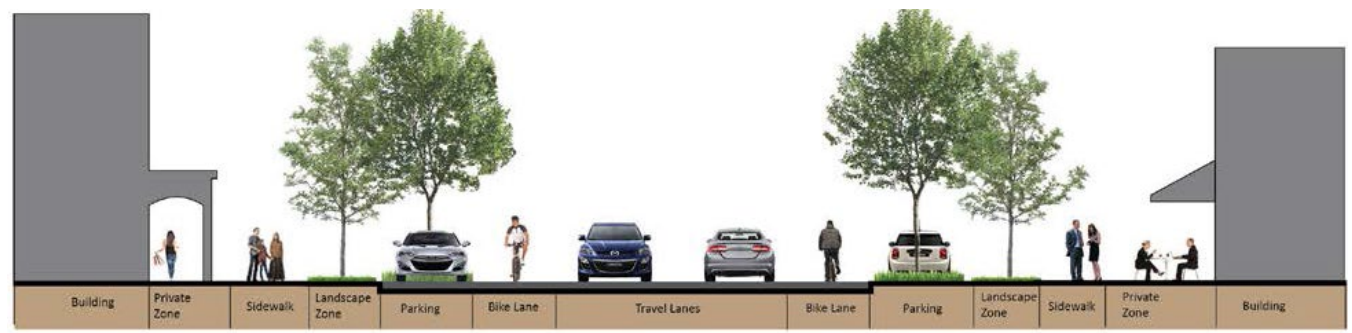 Building
Private
Zone
Sidewalk
Landscape
Zone
Parking
Bike Lane
Travel Lanes
Bike Lane
Parking
Landscape
Zone
Sidewalk
Private
Zone
Building